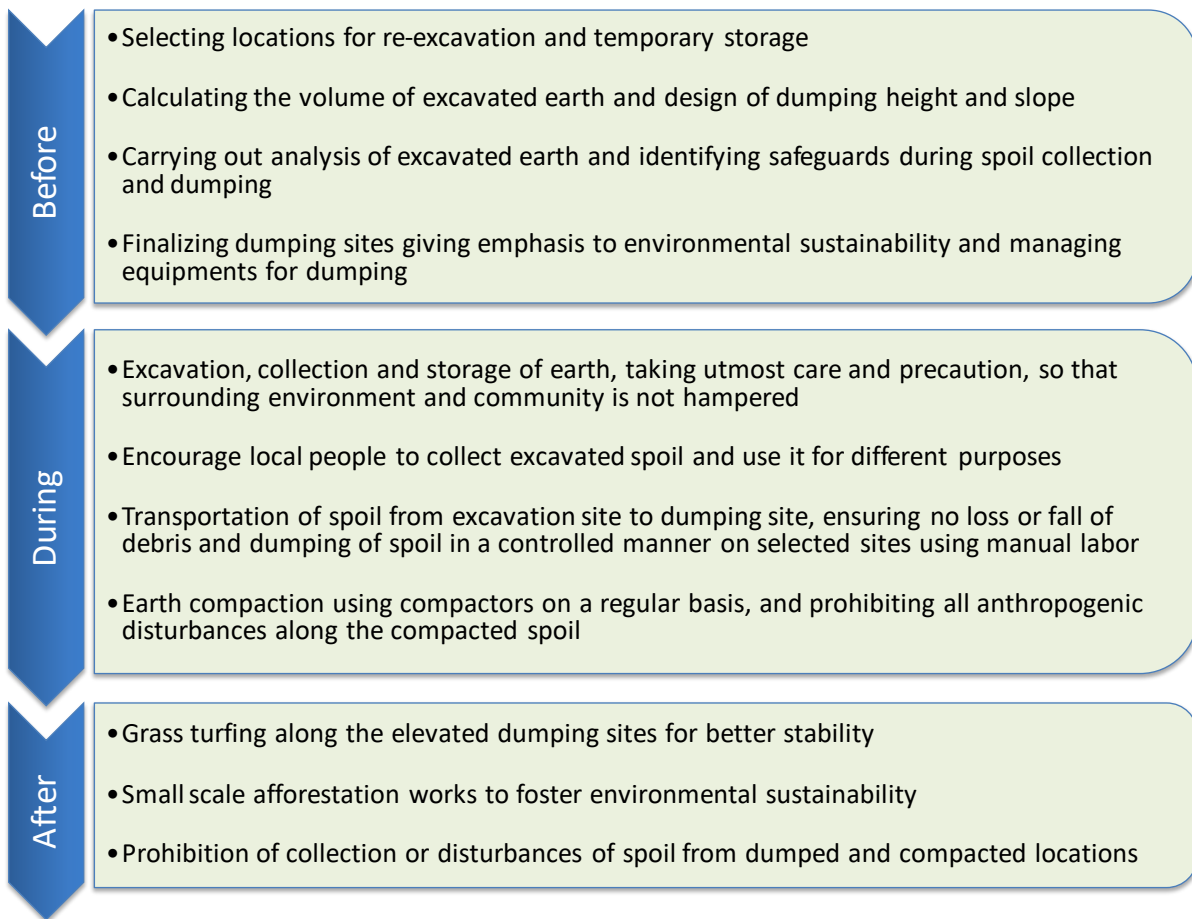 Before
•Selecting locations for re-excavation and temporary storage
•Calculating the volume of excavated earth and design of dumping height and slope
•Carrying out analysis of excavated earth and identifying safeguards during spoil collection
and dumping
•Finalizing dumping sites giving emphasis to environmental sustainability and managing
equipments for dumping
During
•Excavation, collection and storage of earth, taking utmost care and precaution, so that
surrounding environment and community is not hampered
•Encourage local people to collect excavated spoil and use it for different purposes
•Transportation of spoil from excavation site to dumping site, ensuring no loss or fall of
debris and dumping of spoil in a controlled manner on selected sites using manual labor
•Earth compaction using compactors on a regular basis, and prohibiting all anthropogenic
disturbances along the compacted spoil
After
•Grass turfing along the elevated dumping sites for better stability
•Small scale afforestation works to foster environmental sustainability
•Prohibition of collection or disturbances of spoil from dumped and compacted locations